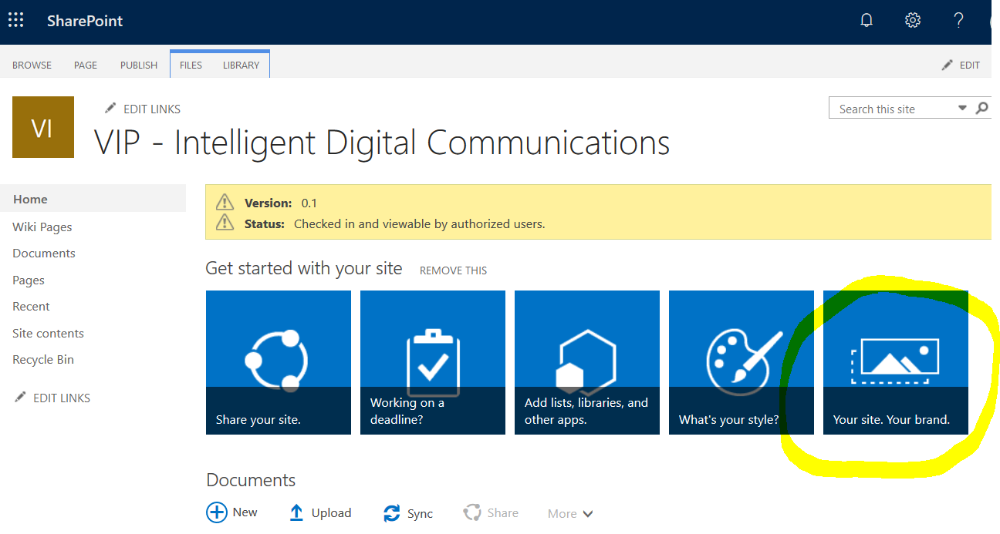 SharePoint
BROWSE PAGE PUBLISH FILES LIBRARY EDIT
VI
EDIT LINKS
Search this site
VIP - Intelligent Digital Communications
Home
Wiki Pages
Documents
Pages
Recent
Site contents
Recycle Bin
EDIT LINKS
Version: 0.1
Status: Checked in and viewable by authorized users.
Get started with your site REMOVE THIS
Share your site.
Working on a
deadline?
Add lists, libraries, and
other apps.
What's your style?
Your site. Your brand.
Documents
New Upload Sync Share More